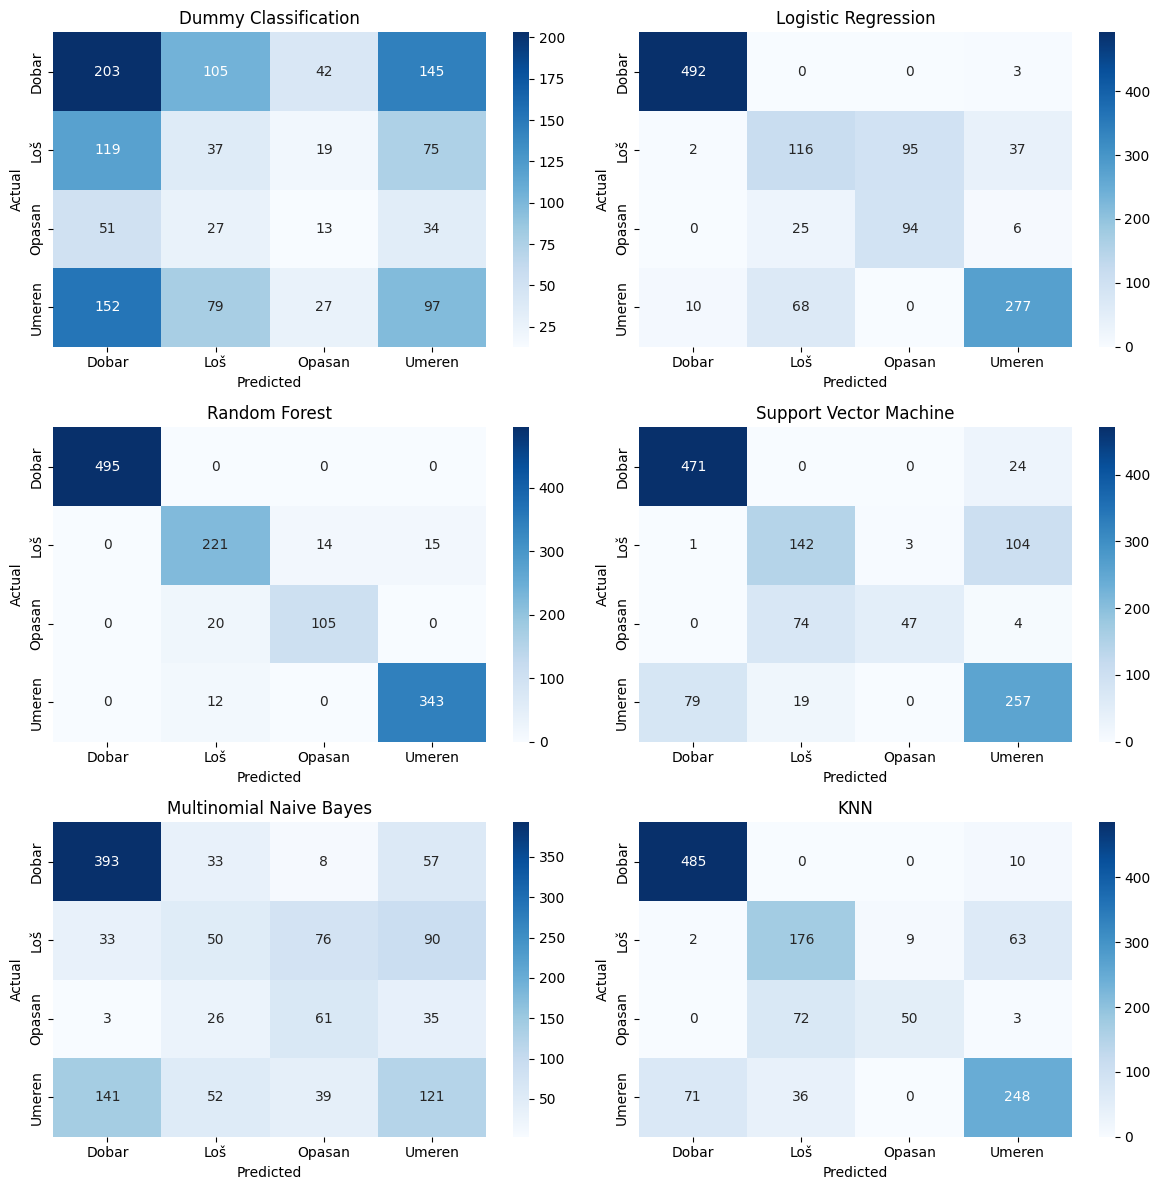 Dummy Classification
Actual
Dobar
203 105 42 145
Loš
119 37 19 75
Opasan
51 27 13 34
Umeren
152 79 27 97
Dobar Loš Opasan Umeren
Predicted
200
175
150
125
100
75
50
25
Logistic Regression
Actual
Dobar
492 0 0 3
Loš
2 116 95 37
Opasan
0 25 94 6
Umeren
10 68 0 277
Dobar Loš Opasan Umeren
Predicted
400
300
200
100
0
Random Forest
Actual
Dobar
495 0 0 0
Loš
0 221 14 15
Opasan
0 20 105 0
Umeren
0 12 0 343
Dobar Loš Opasan Umeren
Predicted
400
300
200
100
0
Support Vector Machine
Actual
Dobar
471 0 0 24
Loš
1 142 3 104
Opasan
0 74 47 4
Umeren
79 19 0 257
Dobar Loš Opasan Umeren
Predicted
400
300
200
100
0
Multinomial Naive Bayes
Actual
Dobar
393 33 8 57
Loš
33 50 76 90
Opasan
3 26 61 35
Umeren
141 52 39 121
Dobar Loš Opasan Umeren
Predicted
350
300
250
200
150
100
50
KNN
Actual
Dobar
485 0 0 10
Loš
2 176 9 63
Opasan
0 72 50 3
Umeren
71 36 0 248
Dobar Loš Opasan Umeren
Predicted
400
300
200
100
0